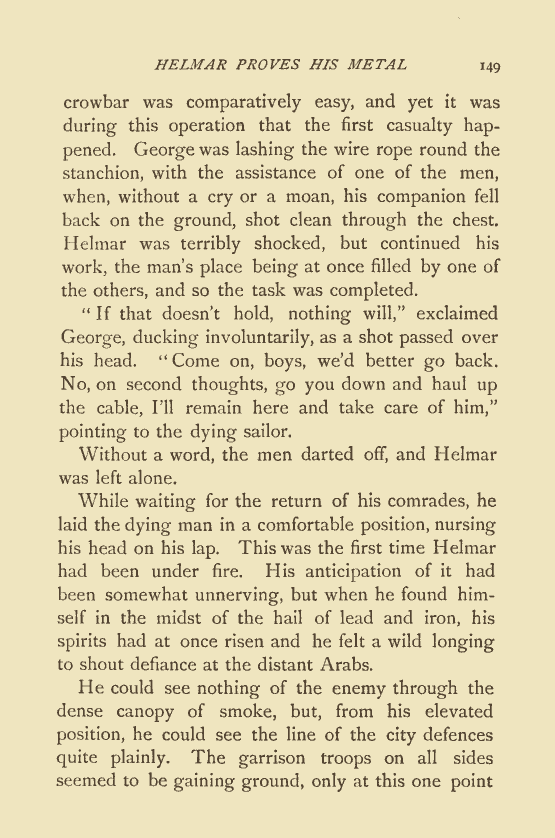 HELMAR PROVES HIS METAL 149
crowbar was comparatively easy, and yet it was
during this operation that the first casualty hap-
pened. George was lashing the wire rope round the
stanchion, with the assistance of one of the men,
when, without a cry or a moan, his companion fell
back on the ground, shot clean through the chest.
Helmar was terribly shocked, but continued his
work, the man's place being at once filled by one of
the others, and so the task was completed.
"If that doesn't hold, nothing will," exclaimed
George, ducking involuntarily, as a shot passed over
his head. "Come on, boys, we'd better go back.
No, on second thoughts, go you down and haul up
the cable, I'll remain here and take care of him,"
pointing to the dying sailor.
Without a word, the men darted off, and Helmar
was left alone.
While waiting for the return of his comrades, he
laid the dying man in a comfortable position, nursing
his head on his lap. This was the first time Helmar
had been under fire. His anticipation of it had
been somewhat unnerving, but when he found him-
self in the midst of the hail of lead and iron, his
spirits had at once risen and he felt a wild longing
to shout defiance at the distant Arabs.
He could see nothing of the enemy through the
dense canopy of smoke, but, from his elevated
position, he could see the line of the city defences
quite plainly. The garrison troops on all sides
seemed to be gaining ground, only at this one point